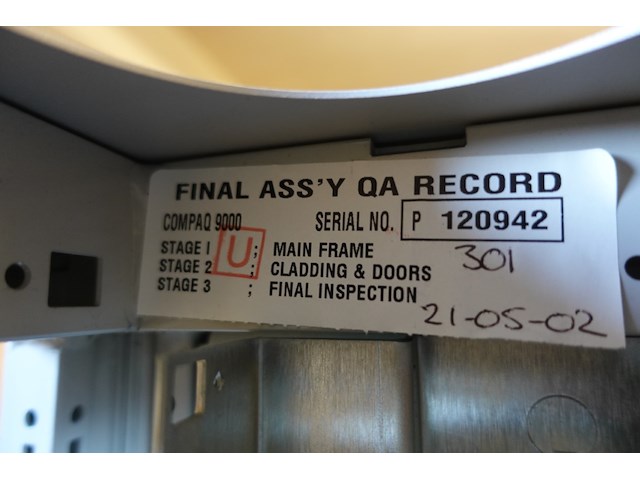 FINAL ASS'Y QA RECORD
COMPAQ 9000 SERIAL NO. P 120942
STAGE 1 ; MAIN FRAME 301
U
STAGE 2 ; CLADDING & DOORS
STAGE 3 ; FINAL INSPECTION
21-05-02